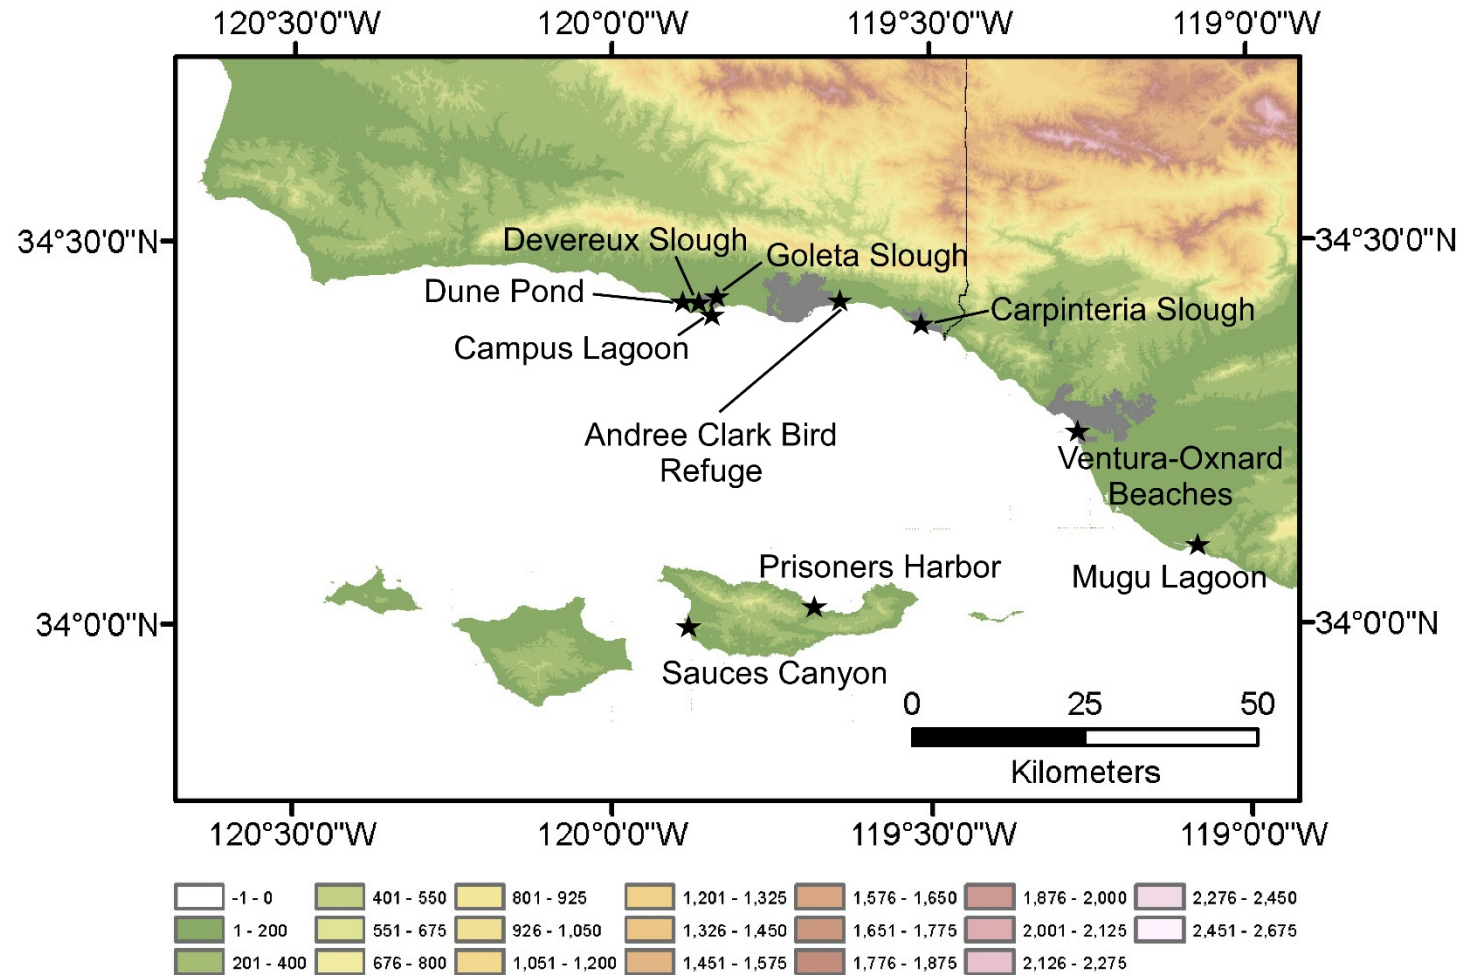 120°30'0"W 120°0'0"W 119°30'0"W 119°0'0"W
34°30'0"N 34°30'0"N
Devereux Slough
Goleta Slough
Dune Pond
Carpinteria Slough
Campus Lagoon
Andree Clark Bird
Refuge
Ventura-Oxnard
Beaches
Prisoners Harbor
Mugu Lagoon
34°0'0"N 34°0'0"N
Sauces Canyon
0 25 50
Kilometers
120°30'0"W 120°0'0"W 119°30'0"W 119°0'0"W
-1 - 0 401 - 550 801 - 925 1,201 - 1,325 1,576 - 1,650 1,876 - 2,000 2,276 - 2,450
1 - 200 551 - 675 926 - 1,050 1,326 - 1,450 1,651 - 1,775 2,001 - 2,125 2,451 - 2,675
201 - 400 676 - 800 1,051 - 1,200 1,451 - 1,575 1,776 - 1,875 2,126 - 2,275